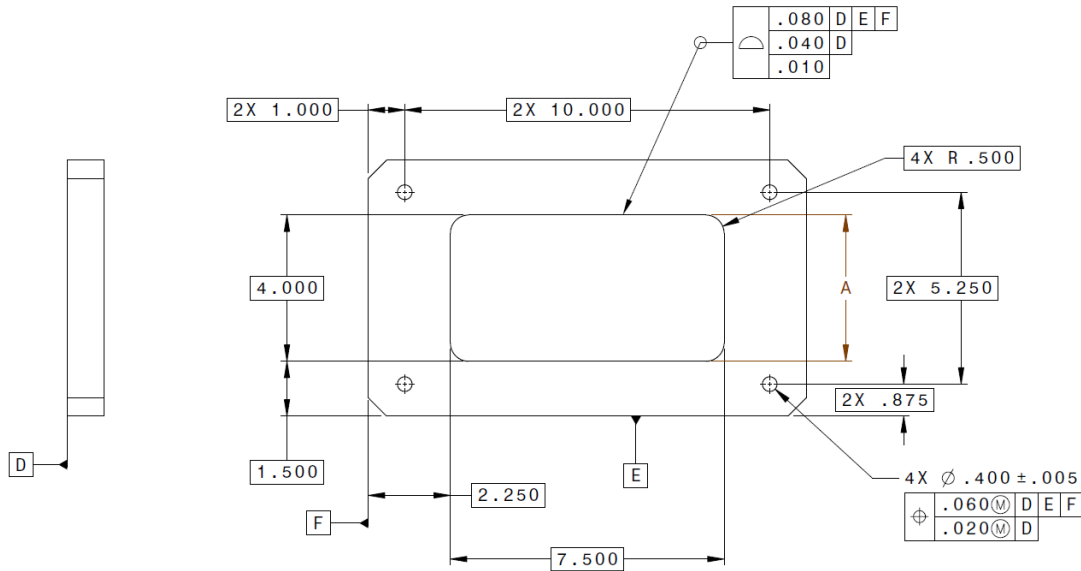 .080 D E F
.040 D
.010
2X 1.000
2X 10.000
4X R .500
4.000
A
2X 5.250
2X .875
D
1.500
E
2.250
F
4X Ø .400 ±.005
.060Ⓜ D E F
.020Ⓜ D
7.500